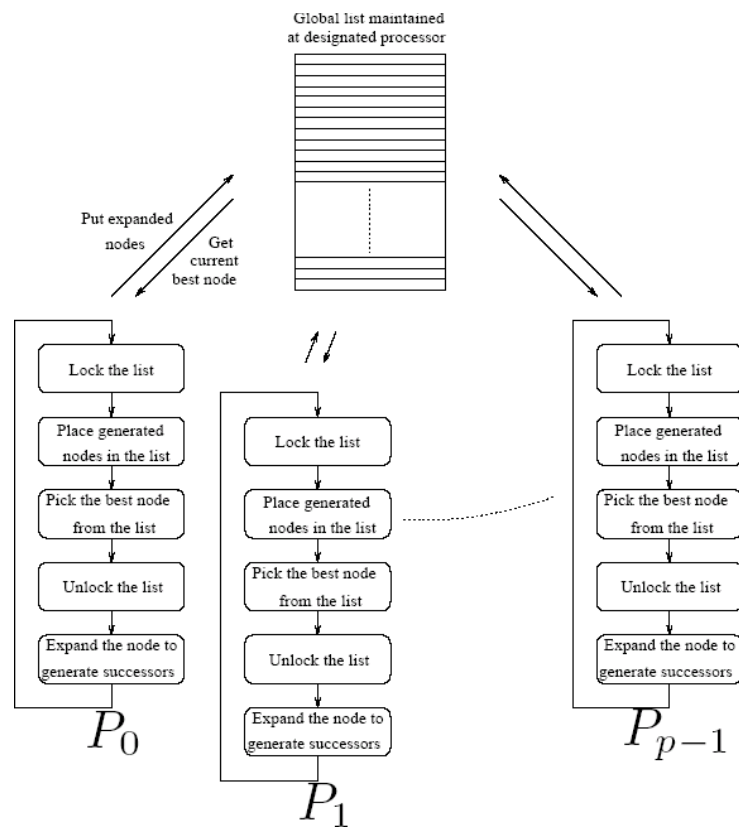 Global list maintained
at designated processor
Put expanded
nodes
Get
current
best node
Lock the list
Place generated
nodes in the list
Pick the best node
from the list
Unlock the list
Expand the node to
generate successors
P_0
Lock the list
Place generated
nodes in the list
Pick the best node
from the list
Unlock the list
Expand the node to
generate successors
P_1
Lock the list
Place generated
nodes in the list
Pick the best node
from the list
Unlock the list
Expand the node to
generate successors
P_{p-1}